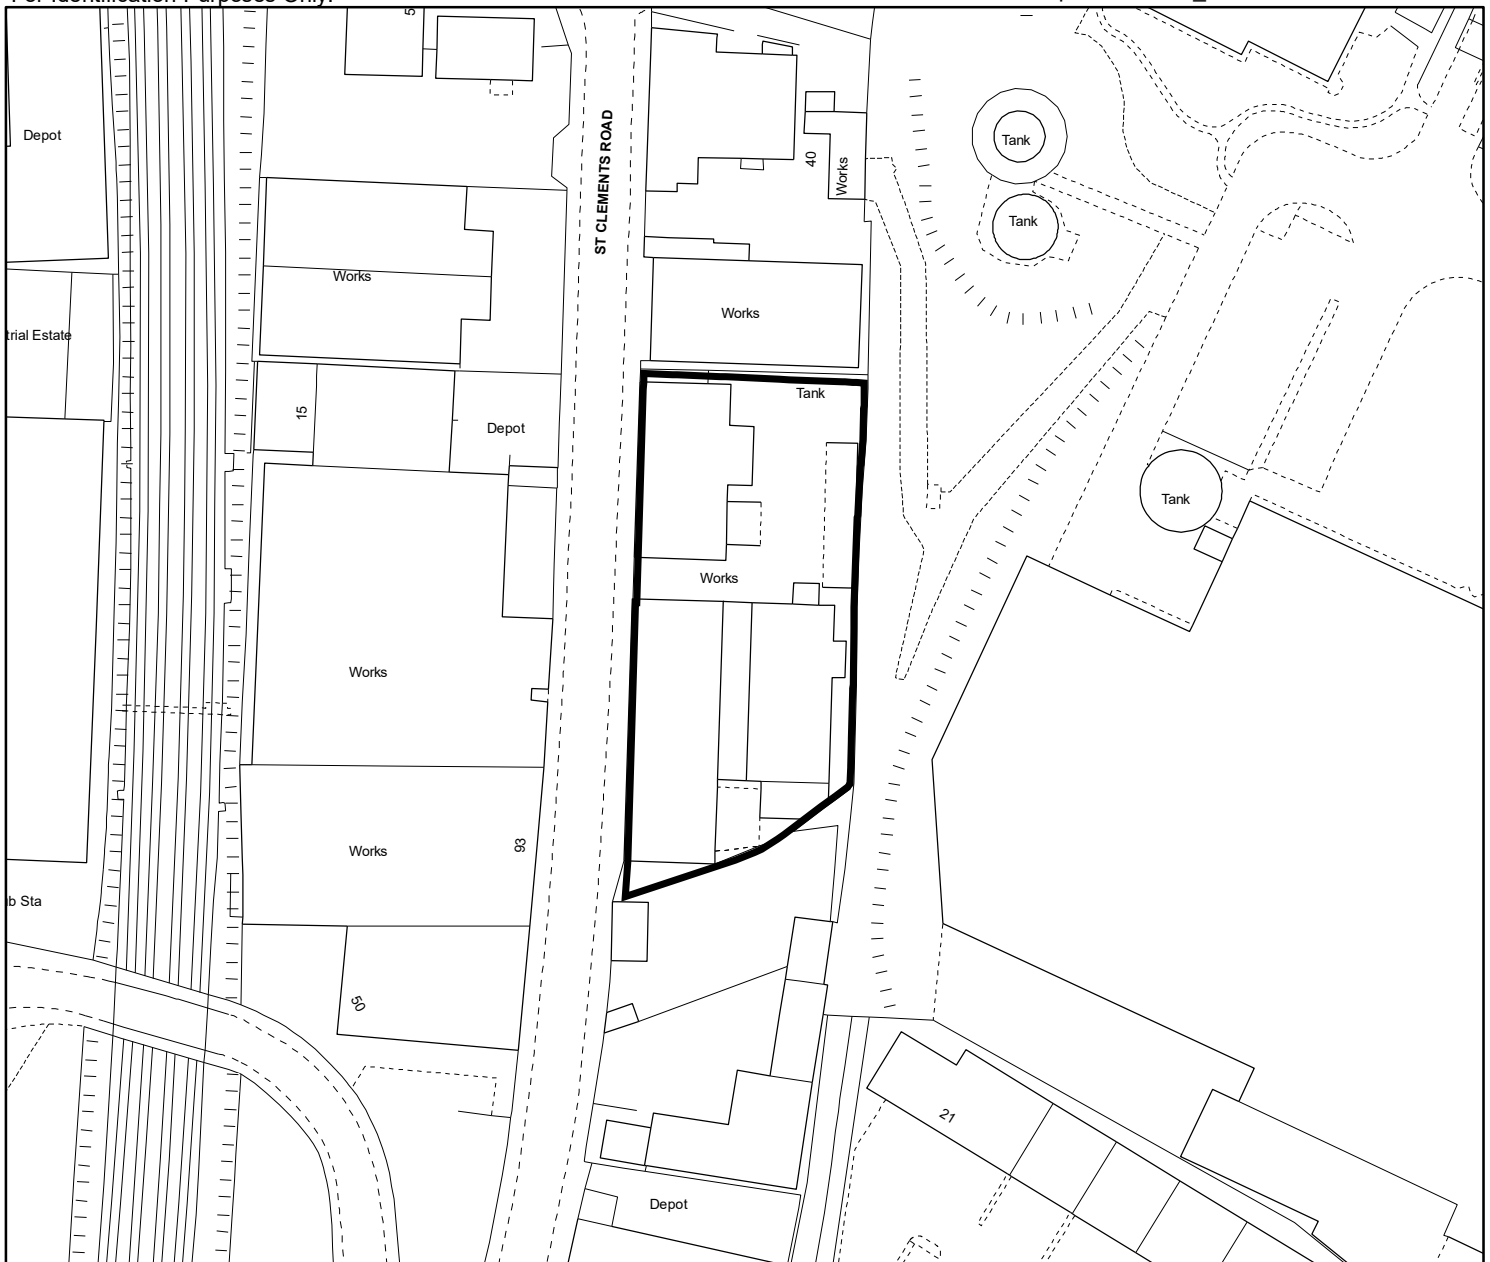 For Identification Purposes Only.
5
Depot
ST CLEMENTS ROAD
40
Works
Tank
Tank
Works
Works
trial Estate
Tank
15
Depot
Tank
Works
Works
93
Works
b Sta
50
21
Depot